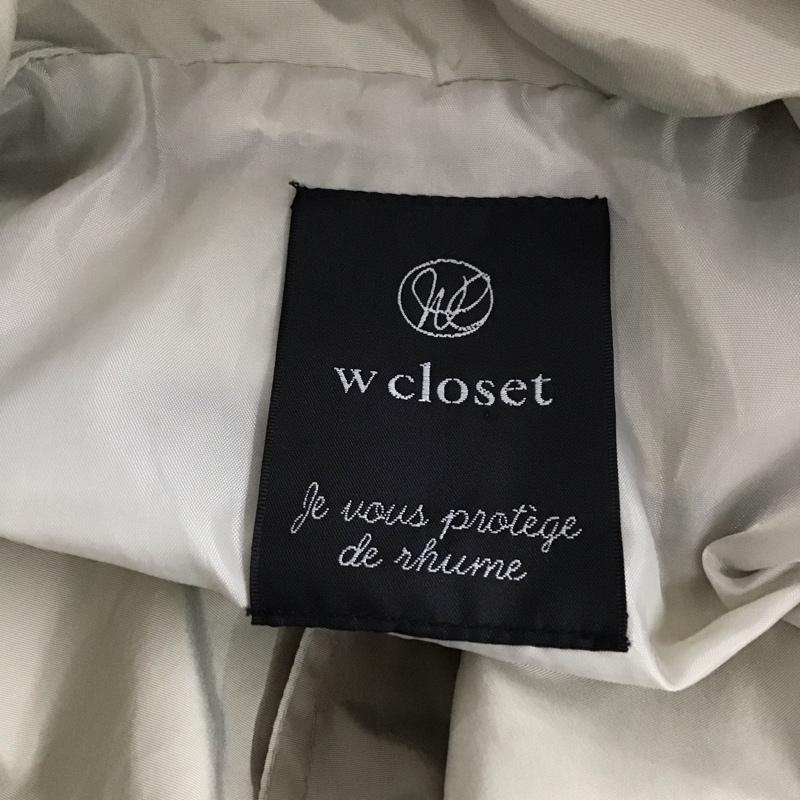 w closet
Je vous protège
de rhume